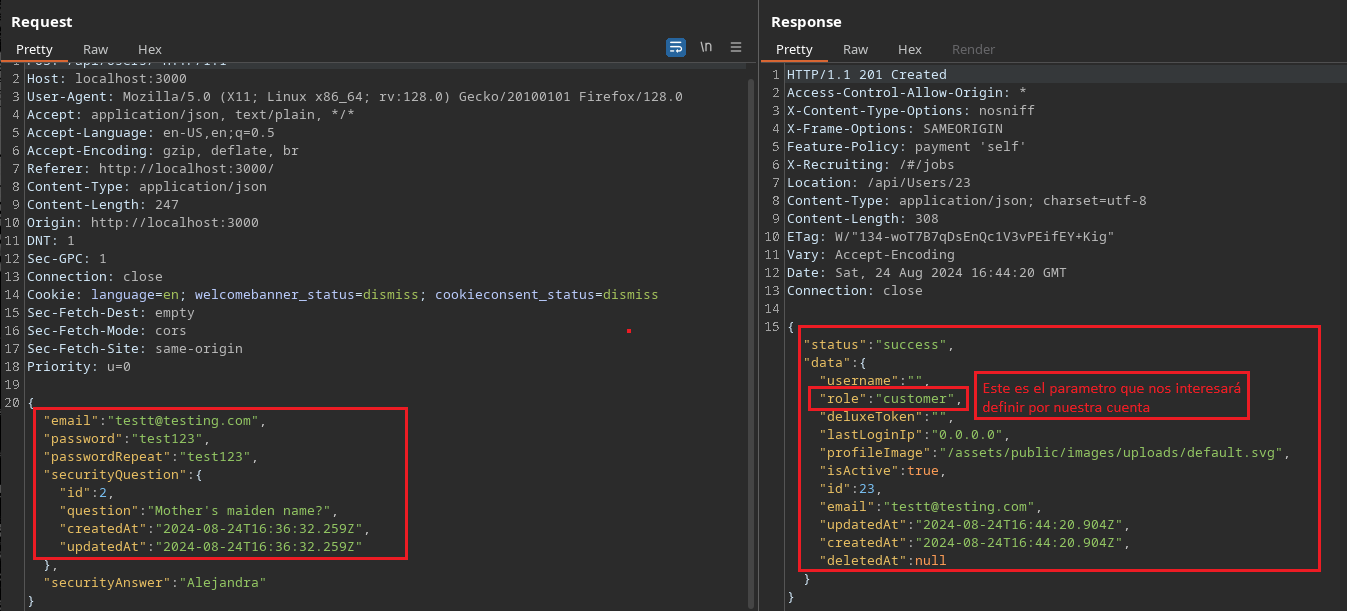 Request
Pretty Raw Hex \n
1 POST /api/Users/ HTTP/1.1
2 Host: localhost:3000
3 User-Agent: Mozilla/5.0 (X11; Linux x86_64; rv:128.0) Gecko/20100101 Firefox/128.0
4 Accept: application/json, text/plain, */*
5 Accept-Language: en-US,en;q=0.5
6 Accept-Encoding: gzip, deflate, br
7 Referer: http://localhost:3000/
8 Content-Type: application/json
9 Content-Length: 247
10 Origin: http://localhost:3000
11 DNT: 1
12 Sec-GPC: 1
13 Connection: close
14 Cookie: language=en; welcomebanner_status=dismiss; cookieconsent_status=dismiss
15 Sec-Fetch-Dest: empty
16 Sec-Fetch-Mode: cors
17 Sec-Fetch-Site: same-origin
18 Priority: u=0
19
20 {
"email":"testt@testing.com",
"password":"test123",
"passwordRepeat":"test123",
"securityQuestion":{
"id":2,
"question":"Mother's maiden name?",
"createdAt":"2024-08-24T16:36:32.259Z",
"updatedAt":"2024-08-24T16:36:32.259Z"
},
"securityAnswer":"Alejandra"
}
Response
Pretty Raw Hex Render
1 HTTP/1.1 201 Created
2 Access-Control-Allow-Origin: *
3 X-Content-Type-Options: nosniff
4 X-Frame-Options: SAMEORIGIN
5 Feature-Policy: payment 'self'
6 X-Recruiting: /#/jobs
7 Location: /api/Users/23
8 Content-Type: application/json; charset=utf-8
9 Content-Length: 308
10 ETag: W/"134-woT7B7qDsEnQc1V3vPEifEY+Kig"
11 Vary: Accept-Encoding
12 Date: Sat, 24 Aug 2024 16:44:20 GMT
13 Connection: close
14
15 {
"status":"success",
"data":{
"username":"",
"role":"customer",
"deluxeToken":"",
"lastLoginIp":"0.0.0.0",
"profileImage":"/assets/public/images/uploads/default.svg",
"isActive":true,
"id":23,
"email":"testt@testing.com",
"updatedAt":"2024-08-24T16:44:20.904Z",
"createdAt":"2024-08-24T16:44:20.904Z",
"deletedAt":null
}
}
Este es el parametro que nos interesará
definir por nuestra cuenta